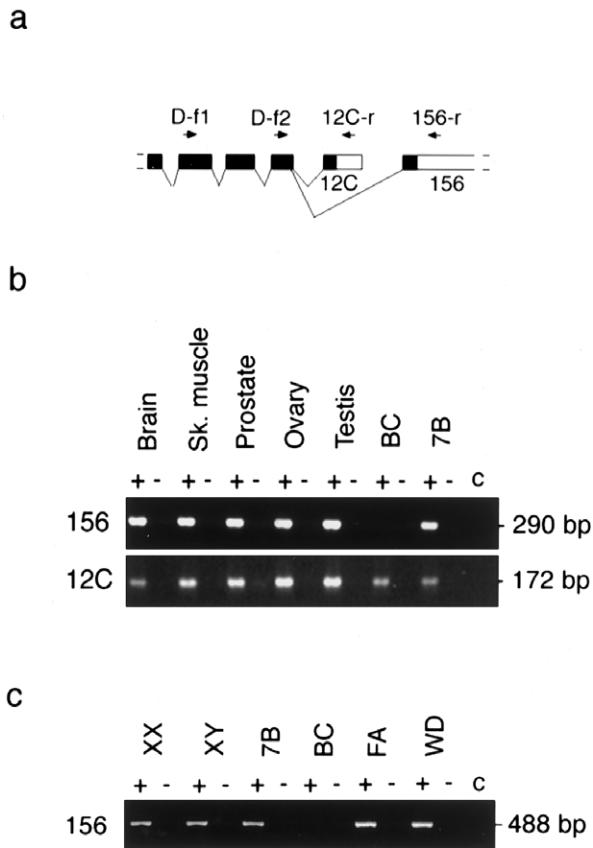 a
D-f1 D-f2 12C-r 156-r
12C 156
b
Brain Sk. muscle Prostate Ovary Testis BC 7B
+ - + - + - + - + - + - + - c
156 290 bp
12C 172 bp
c
XX XY 7B BC FA WD
+ - + - + - + - + - + - c
156 488 bp